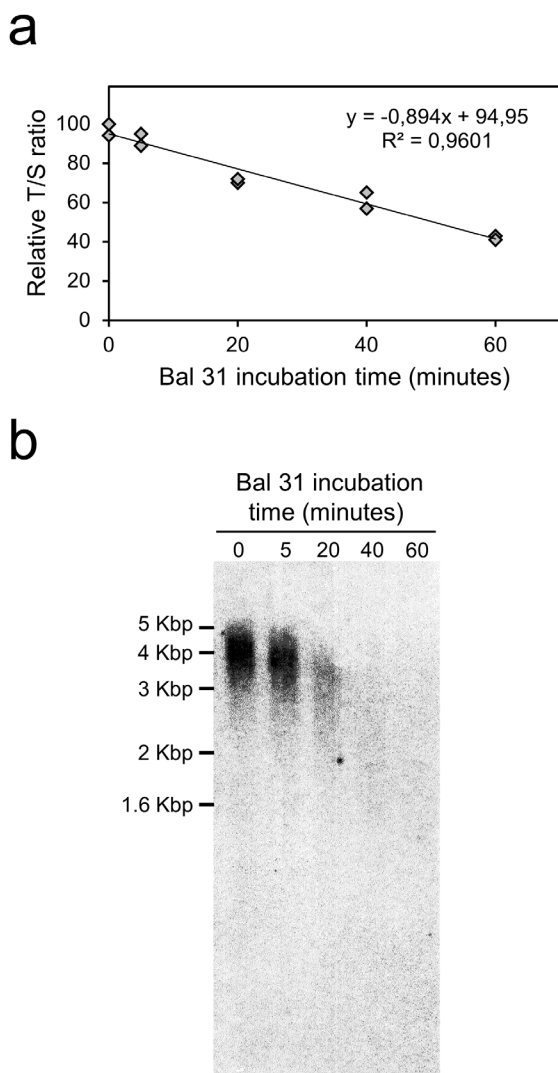 a
Relative T/S ratio
100
80
60
40
20
0
y = -0,894x + 94,95
R² = 0,9601
0 20 40 60
Bal 31 incubation time (minutes)
b
Bal 31 incubation
time (minutes)
0 5 20 40 60
5 Kbp
4 Kbp
3 Kbp
2 Kbp
1.6 Kbp